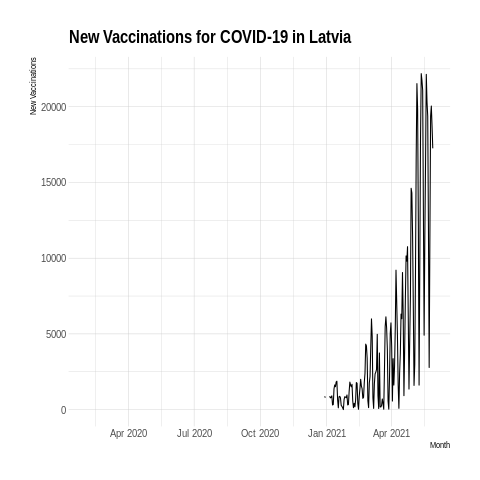 New Vaccinations for COVID-19 in Latvia
New Vaccinations
20000
15000
10000
5000
0
Apr 2020 Jul 2020 Oct 2020 Jan 2021 Apr 2021
Month